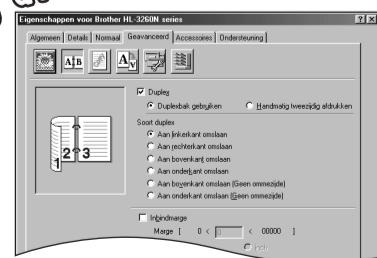 Eigenschappen voor Brother HL-3260N series
Algemeen Details Normaal Geavanceerd Accessoires Ondersteuning
A B A
Duplex
Duplexbak gebruiken Handmatig tweezijdig afdrukken
Soort duplex
Aan linkerkant omslaan
Aan rechterkant omslaan
Aan bovenkant omslaan
Aan onderkant omslaan
Aan bovenkant omslaan (Geen ommezijde)
Aan onderkant omslaan (Geen ommezijde)
1 2 3
Inbindmarge
Marge [ 0 < 0 < 00000 ]
inch